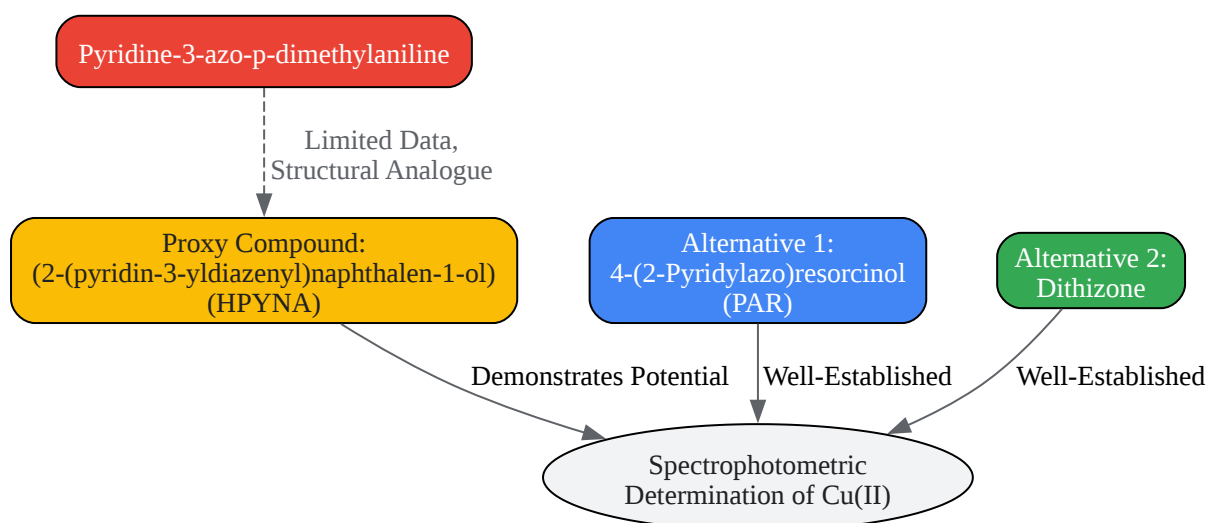 Pyridine-3-azo-p-dimethylaniline
Limited Data,
Structural Analogue
Proxy Compound:
(2-(pyridin-3-yldiazenyl)naphthalen-1-ol)
(HPYNA)
Alternative 1:
4-(2-Pyridylazo)resorcinol
(PAR)
Alternative 2:
Dithizone
Demonstrates Potential
Well-Established
Well-Established
Spectrophotometric
Determination of Cu(II)